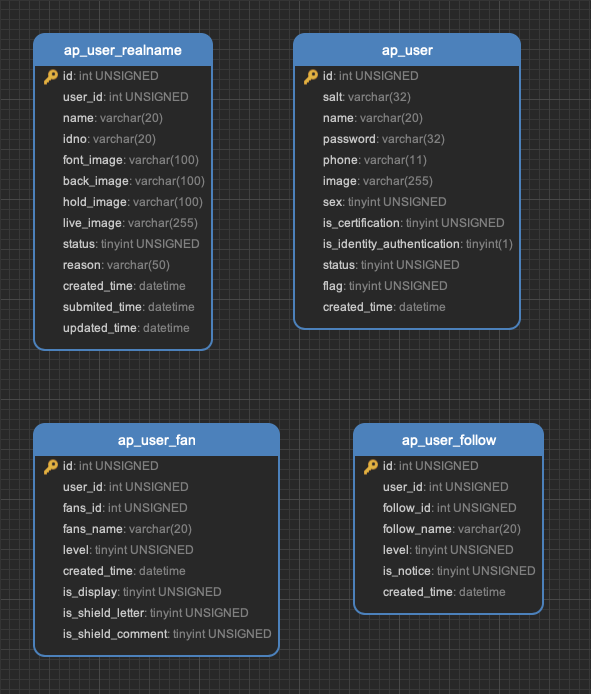 ap_user_realname
id: int UNSIGNED
user_id: int UNSIGNED
name: varchar(20)
idno: varchar(20)
font_image: varchar(100)
back_image: varchar(100)
hold_image: varchar(100)
live_image: varchar(255)
status: tinyint UNSIGNED
reason: varchar(50)
created_time: datetime
submited_time: datetime
updated_time: datetime
ap_user
id: int UNSIGNED
salt: varchar(32)
name: varchar(20)
password: varchar(32)
phone: varchar(11)
image: varchar(255)
sex: tinyint UNSIGNED
is_certification: tinyint UNSIGNED
is_identity_authentication: tinyint(1)
status: tinyint UNSIGNED
flag: tinyint UNSIGNED
created_time: datetime
ap_user_fan
id: int UNSIGNED
user_id: int UNSIGNED
fans_id: int UNSIGNED
fans_name: varchar(20)
level: tinyint UNSIGNED
created_time: datetime
is_display: tinyint UNSIGNED
is_shield_letter: tinyint UNSIGNED
is_shield_comment: tinyint UNSIGNED
ap_user_follow
id: int UNSIGNED
user_id: int UNSIGNED
follow_id: int UNSIGNED
follow_name: varchar(20)
level: tinyint UNSIGNED
is_notice: tinyint UNSIGNED
created_time: datetime